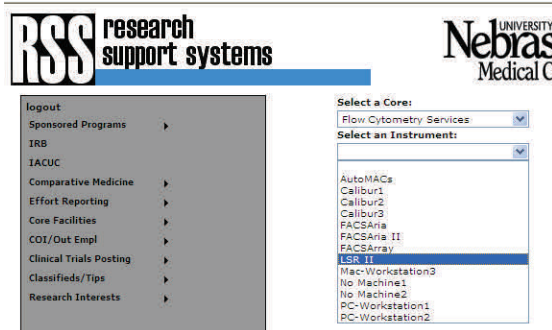 RSS research
support systems
UNIVERSITY
Nebras
Medical C
logout
Sponsored Programs
IRB
IACUC
Comparative Medicine
Effort Reporting
Core Facilities
COI/Out Empl
Clinical Trials Posting
Classifieds/Tips
Research Interests
Select a Core:
Flow Cytometry Services
Select an Instrument:
AutoMACs
Calibur1
Calibur2
Calibur3
FACSAria
FACSAria II
FACSArray
LSR II
Mac-Workstation3
No Machine1
No Machine2
PC-Workstation1
PC-Workstation2